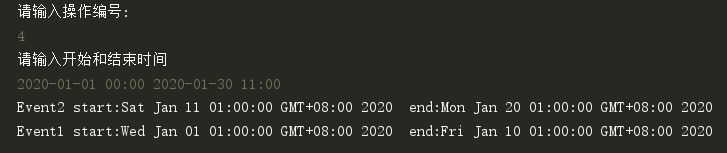 请输入操作编号:
4
请输入开始和结束时间
2020-01-01 00:00 2020-01-30 11:00
Event2 start:Sat Jan 11 01:00:00 GMT+08:00 2020  end:Mon Jan 20 01:00:00 GMT+08:00 2020
Event1 start:Wed Jan 01 01:00:00 GMT+08:00 2020  end:Fri Jan 10 01:00:00 GMT+08:00 2020